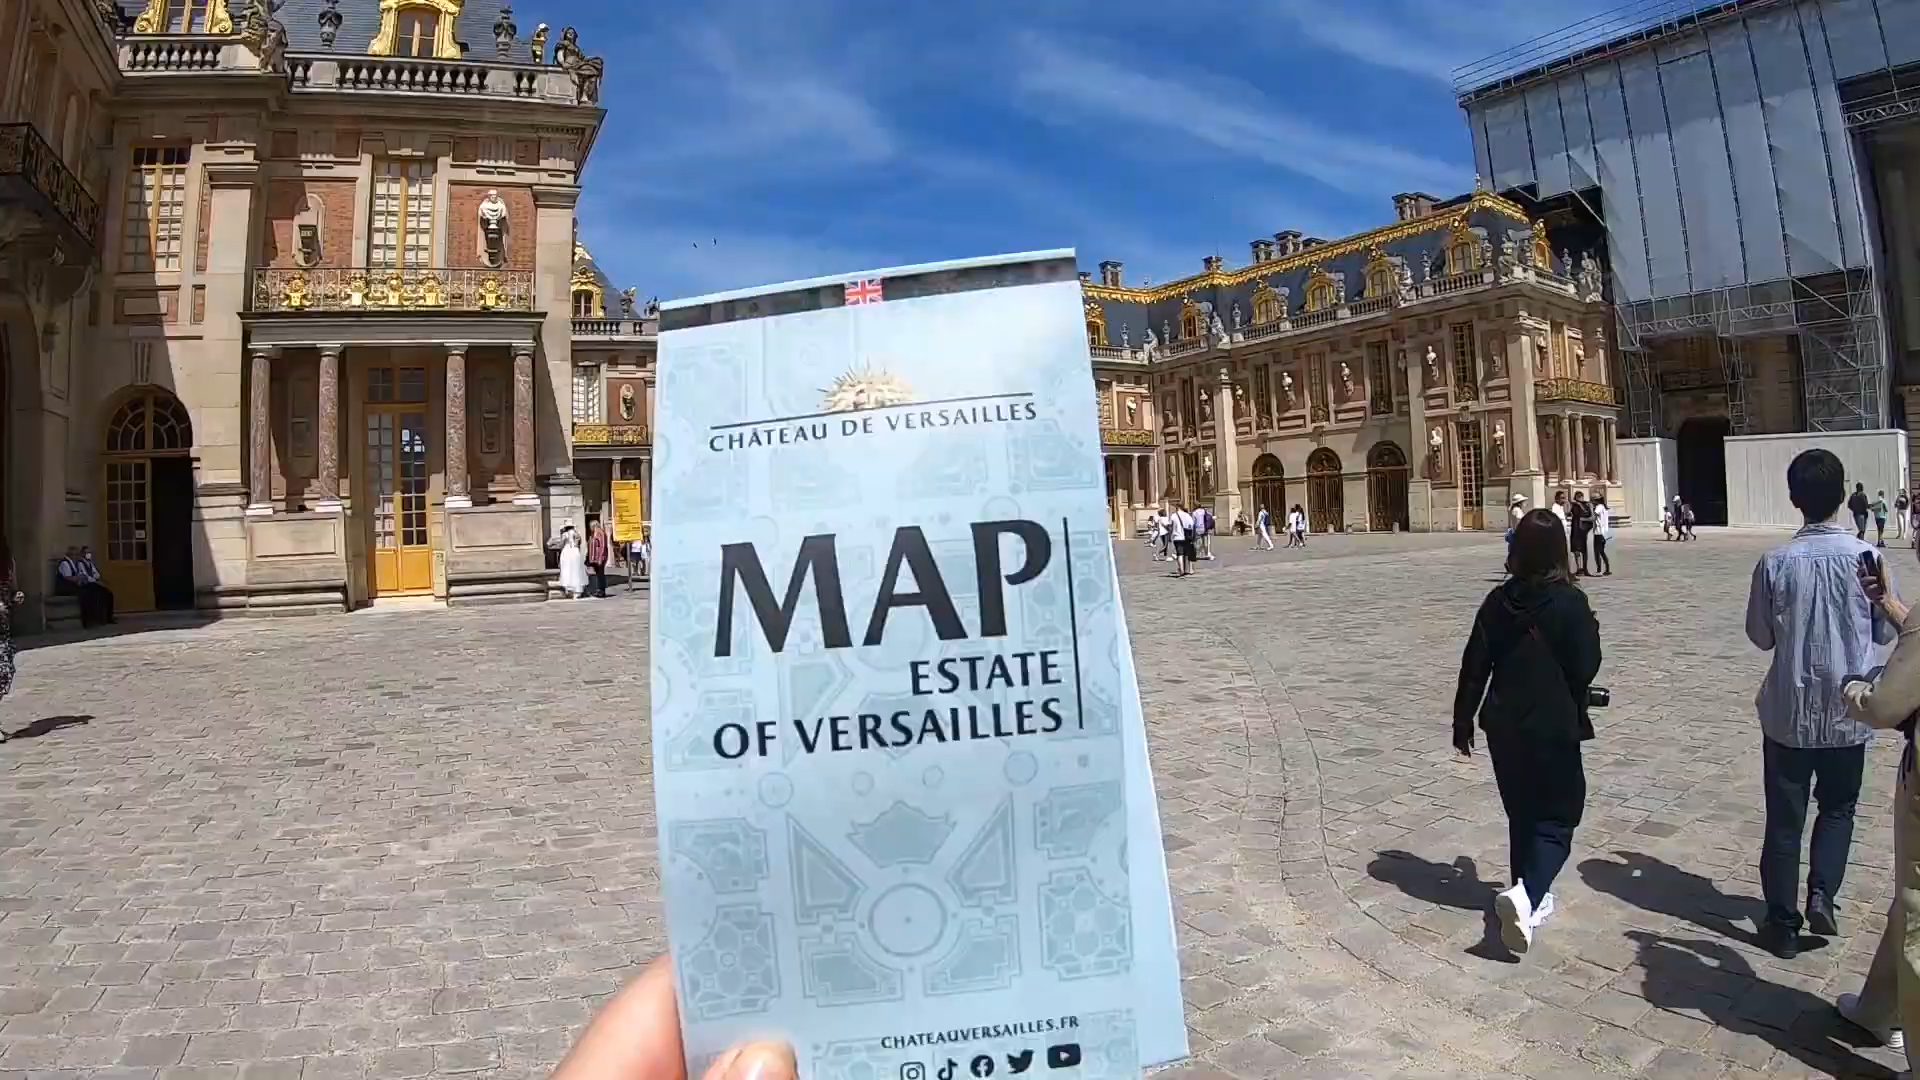 CHÂTEAU DE VERSAILLES
MAP
ESTATE
OF VERSAILLES
CHATEAUVERSAILLES.FR